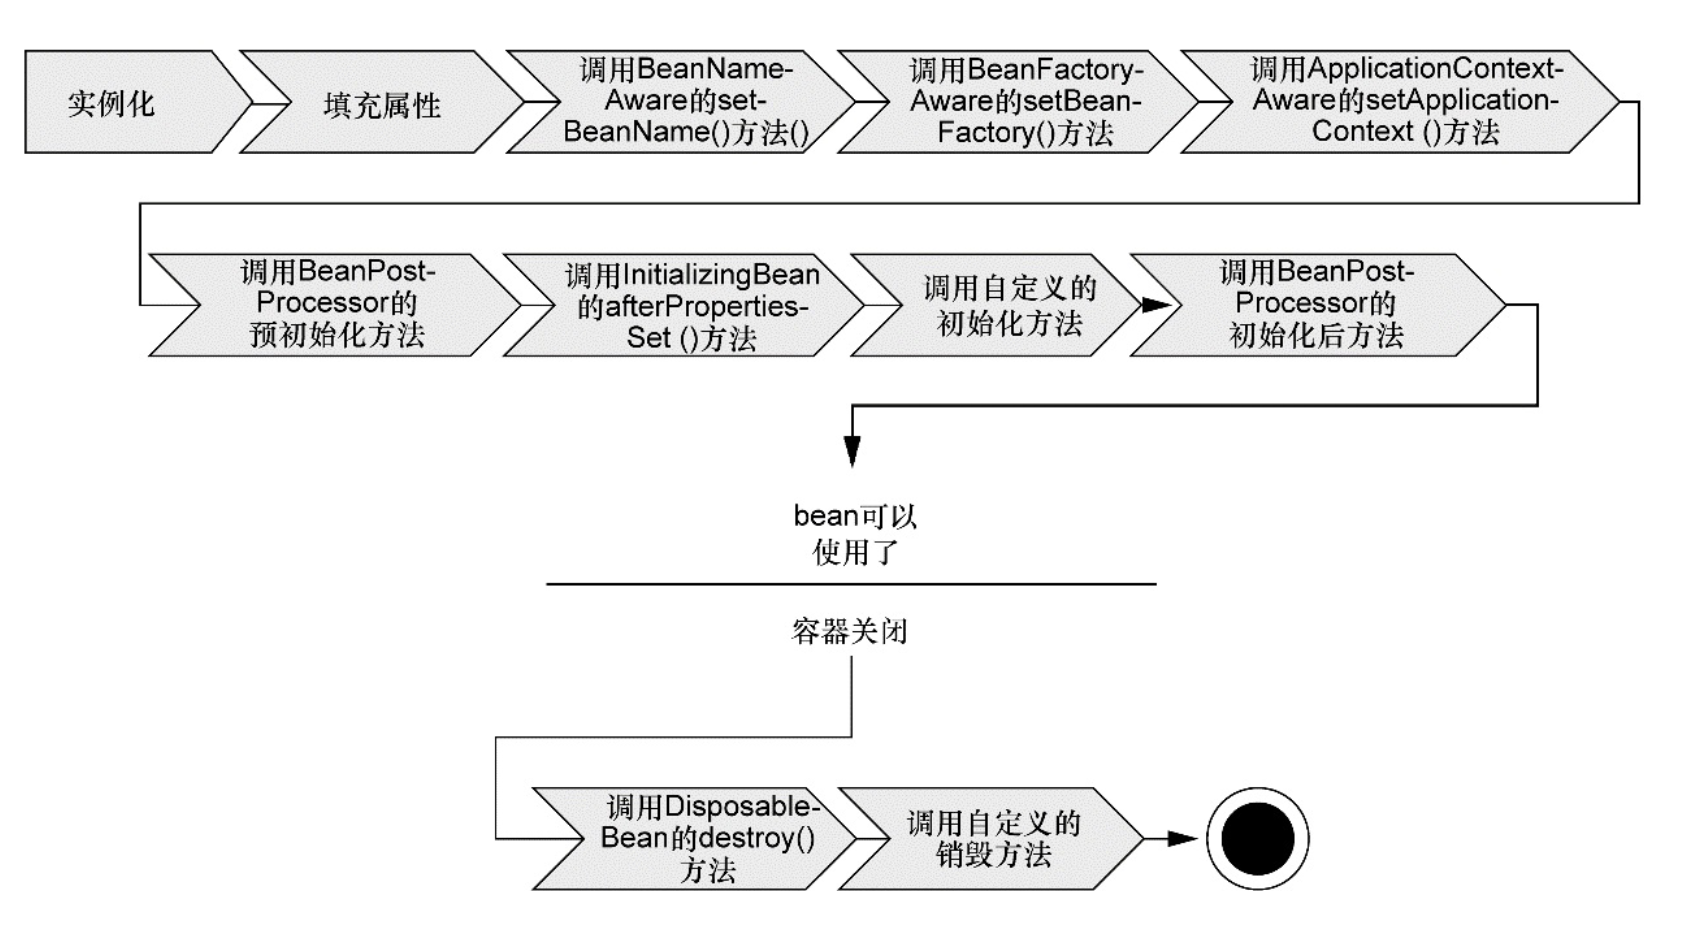 实例化
填充属性
调用BeanName-
Aware的set-
BeanName()方法()
调用BeanFactory-
Aware的setBean-
Factory()方法
调用ApplicationContext-
Aware的setApplication-
Context ()方法
调用BeanPost-
Processor的
预初始化方法
调用InitializingBean
的afterProperties-
Set ()方法
调用自定义的
初始化方法
调用BeanPost-
Processor的
初始化后方法
bean可以
使用了
容器关闭
调用Disposable-
Bean的destroy()
方法
调用自定义的
销毁方法